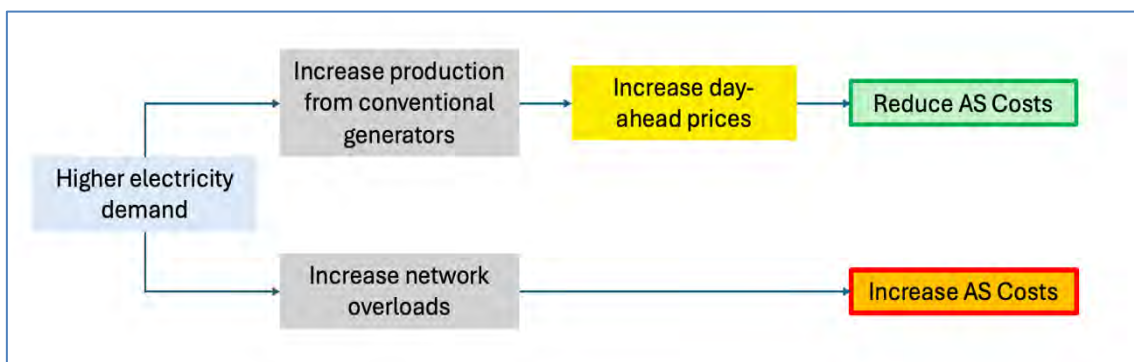 Increase production
from conventional
generators
Increase day-
ahead prices
Reduce AS Costs
Higher electricity
demand
Increase network
overloads
Increase AS Costs